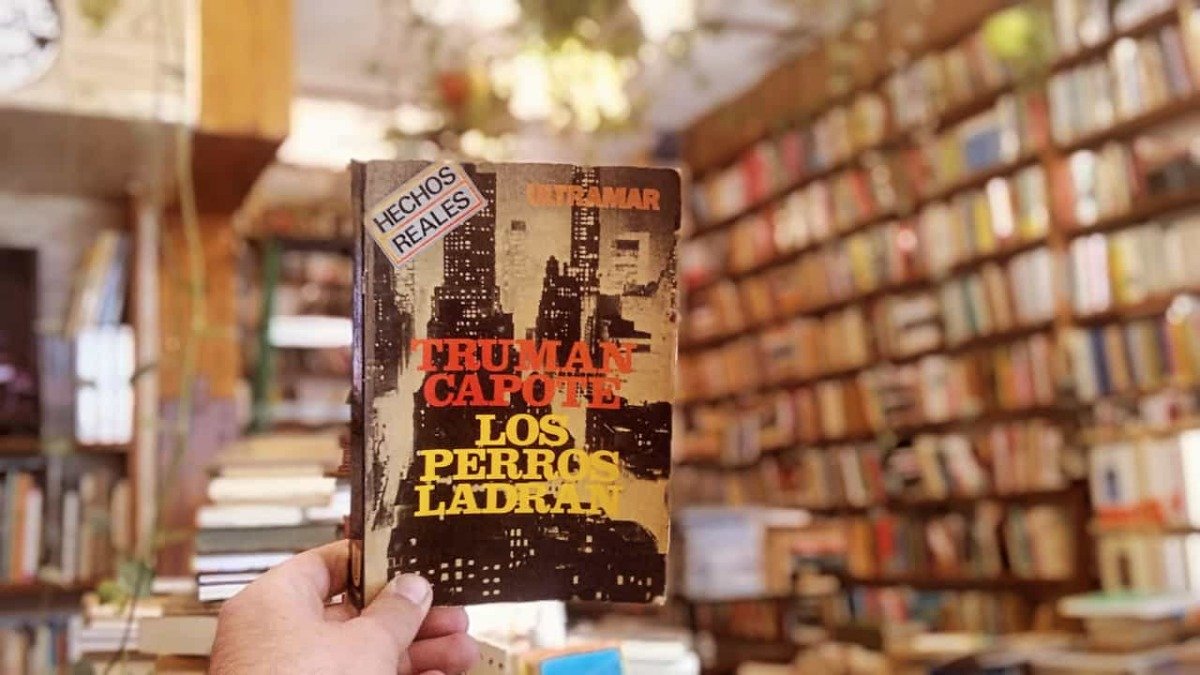 HECHOS
REALES
ULTRAMAR
TRUMAN
CAPOTE
LOS
PERROS
LADRAN